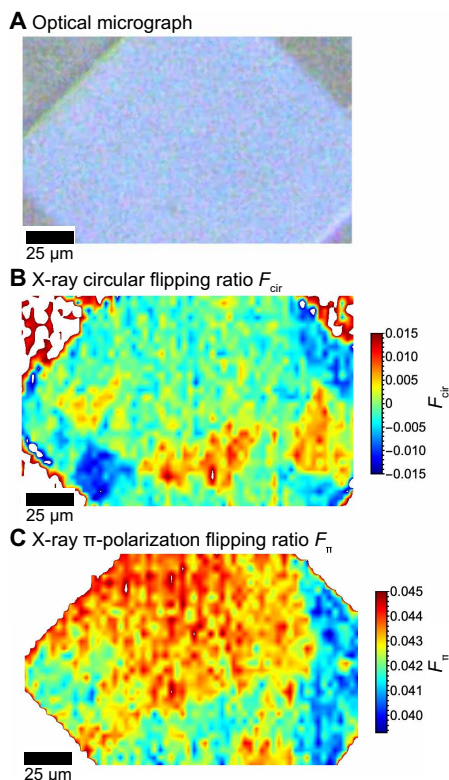 A Optical micrograph
25 µm
B X-ray circular flipping ratio F_cir
0.015
0.010
0.005
0
−0.005
−0.010
−0.015
F_cir
25 µm
C X-ray π-polarization flipping ratio F_π
0.045
0.044
0.043
0.042
0.041
0.040
F_π
25 µm